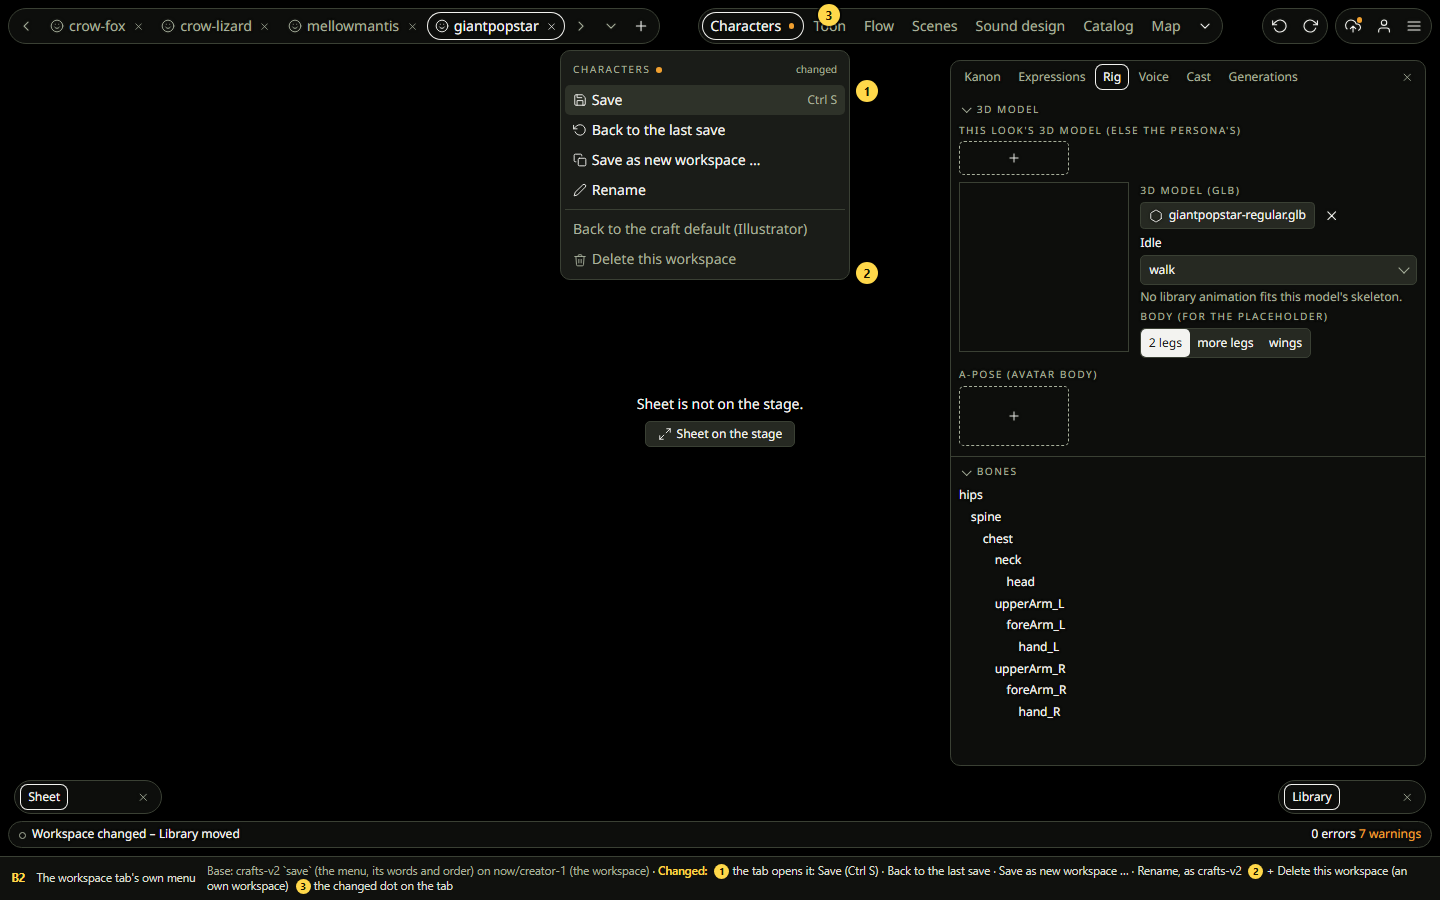 crow-fox
crow-lizard
mellowmantis
giantpopstar
Characters
Toon
Flow
Scenes
Sound design
Catalog
Map
3
CHARACTERS
changed
Save
Ctrl S
Back to the last save
Save as new workspace ...
Rename
Back to the craft default (Illustrator)
Delete this workspace
1
2
Sheet is not on the stage.
Sheet on the stage
Kanon
Expressions
Rig
Voice
Cast
Generations
3D MODEL
THIS LOOK'S 3D MODEL (ELSE THE PERSONA'S)
3D MODEL (GLB)
giantpopstar-regular.glb
Idle
walk
No library animation fits this model's skeleton.
BODY (FOR THE PLACEHOLDER)
2 legs
more legs
wings
A-POSE (AVATAR BODY)
BONES
hips
spine
chest
neck
head
upperArm_L
foreArm_L
hand_L
upperArm_R
foreArm_R
hand_R
Sheet
Library
Workspace changed – Library moved
0 errors 7 warnings
B2 The workspace tab's own menu
Base: crafts-v2 `save` (the menu, its words and order) on now/creator-1 (the workspace) · Changed: 1 the tab opens it: Save (Ctrl S) · Back to the last save · Save as new workspace ... · Rename, as crafts-v2 2 + Delete this workspace (an
own workspace) 3 the changed dot on the tab